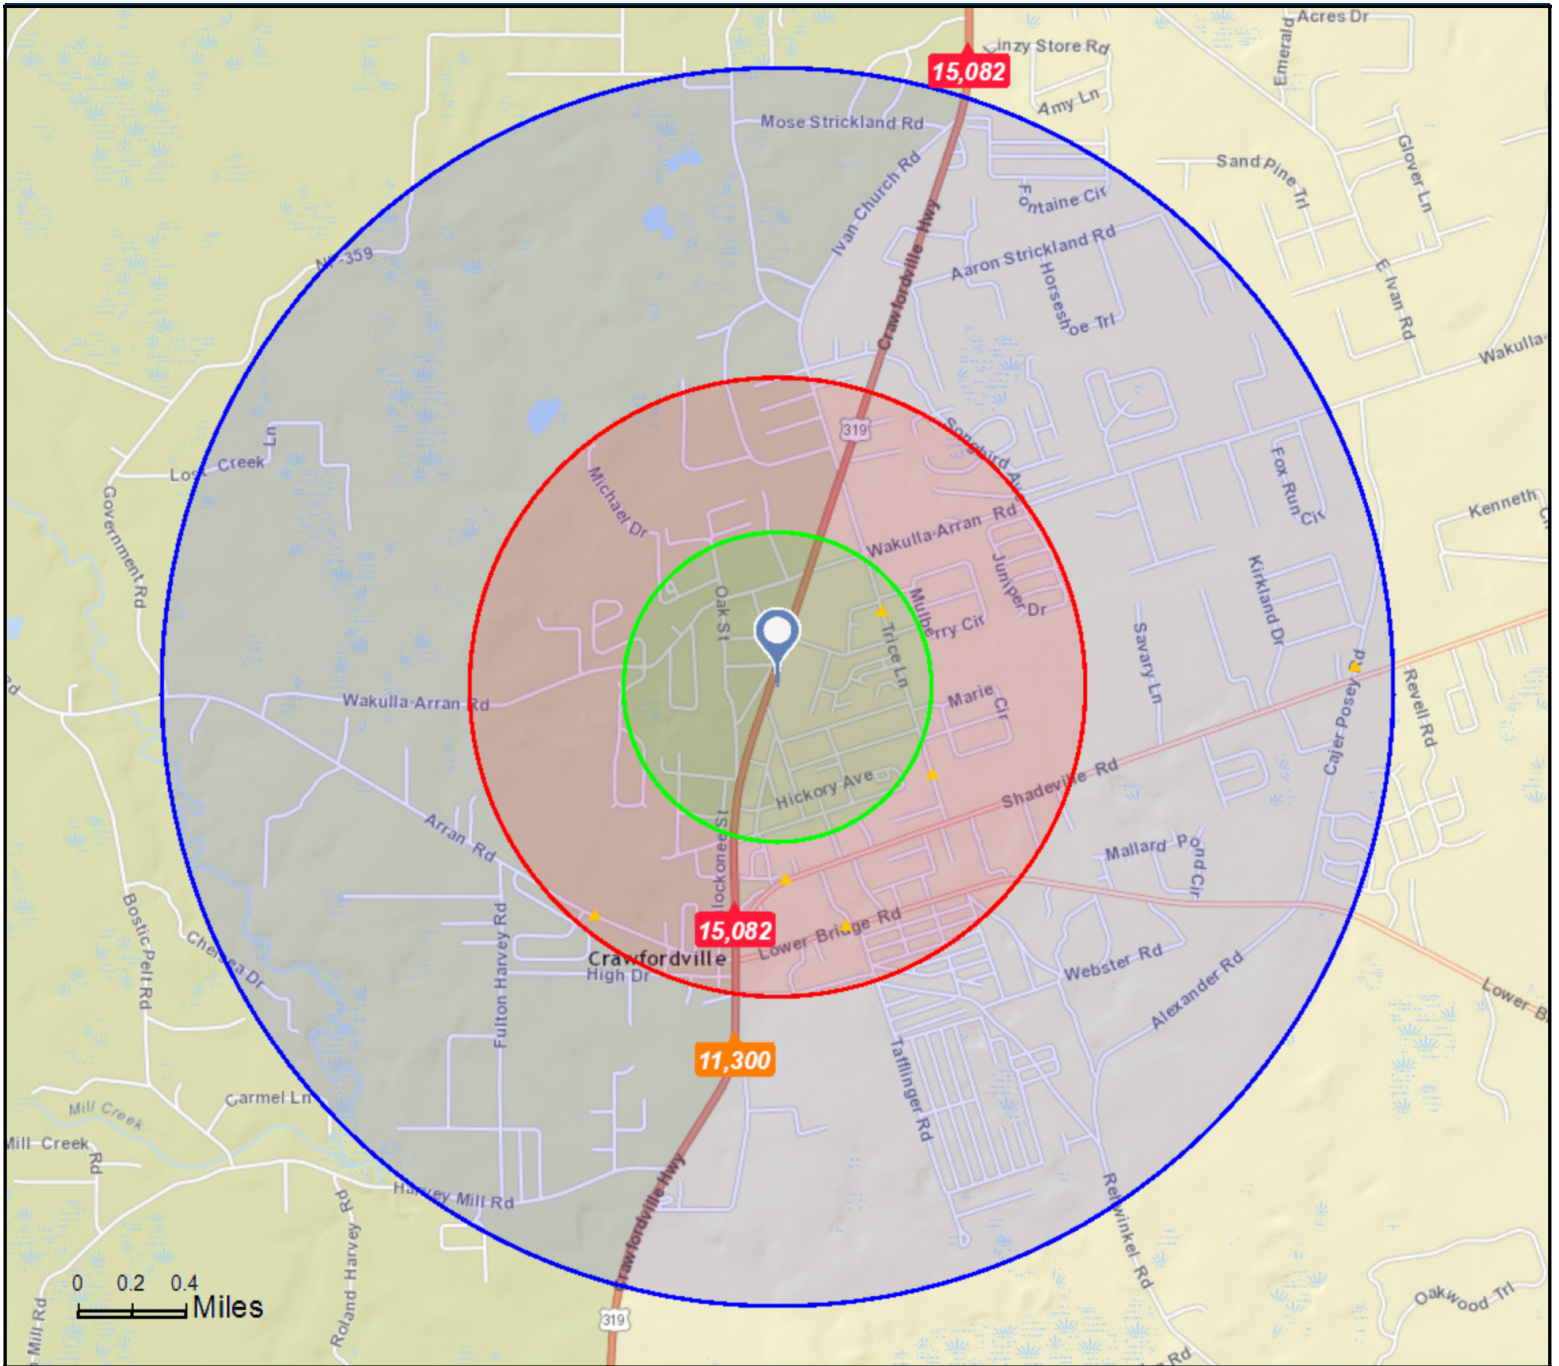 Acres Dr
Emerald
Linzy Store Rd
15,082
Amy Ln
Mose Strickland Rd
Glover Ln
Sand Pine Trl
Ivan Church Rd
Fontaine Cir
Crawfordville Hwy
Aaron Strickland Rd
NF-359
Horseshoe Trl
E Ivan Rd
Wakulla-
319
Songbird Ave
Lost Creek Ln
Michael Dr
Fox Run Cir
Kenneth
Government Rd
Wakulla-Arran Rd
Juniper Dr
Kirkland Dr
Oak St
Mulberry Cir
Trice Ln
Savary Ln
Rd
Wakulla-Arran Rd
Marie Cir
Cajer Posey Rd
Revell Rd
Shadeville Rd
Hickory Ave
Arran Rd
lockonee St
Mallard Pond Cir
Bostic Pelt Rd
Fulton Harvey Rd
15,082
Lower Bridge Rd
Chelsea Dr
Crawfordville
High Dr
Webster Rd
Alexander Rd
Lower B
11,300
Tafflinger Rd
Carmel Ln
Mill Creek
Mill Creek Rd
Harvey Mill Rd
Crawfordville Hwy
Rehwinkel Rd
Roland Harvey Rd
0 0.2 0.4
Miles
Oakwood Trl
319
Mill Rd
Rd